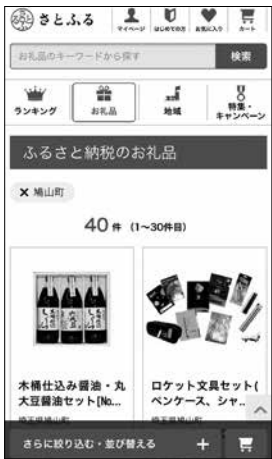 さとふる
マイページ
はじめての方
お気に入り
カート
お礼品のキーワードから探す
検索
ランキング
お礼品
地域
特集・
キャンペーン
ふるさと納税のお礼品
× 鳩山町
40件 (1~30件目)
木桶仕込み醤油・丸
大豆醤油セット[No...
ロケット文具セット(
ペンケース、シャ...
埼玉県鳩山町
埼玉県鳩山町
さらに絞り込む・並び替える
+